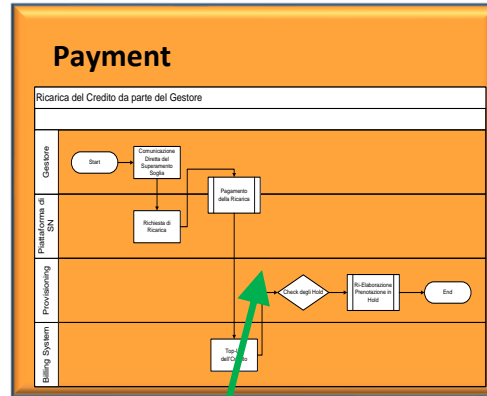 Payment
Ricarica del Credito da parte del Gestore
Gestore
Start
Comunicazione
Diretta del
Superamento
Soglia
Pagamento
della Ricarica
Piattaforma di
SN
Richiesta di
Ricarica
Provisioning
Check degli Hold
Ri-Elaborazione
Prenotazione in
Hold
End
Billing System
dell'Credito